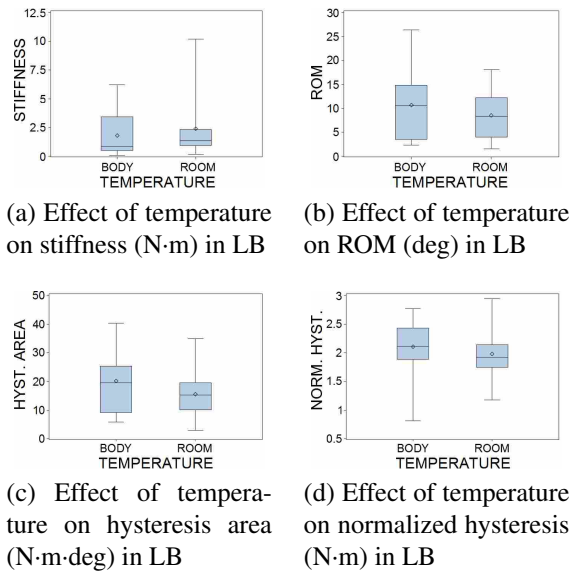 12.5
10
7.5
5
2.5
0
STIFFNESS
BODY ROOM
TEMPERATURE
(a) Effect of temperature
on stiffness (N·m) in LB
30
25
20
15
10
5
0
ROM
BODY ROOM
TEMPERATURE
(b) Effect of temperature
on ROM (deg) in LB
50
40
30
20
10
0
HYST. AREA
BODY ROOM
TEMPERATURE
(c) Effect of tempera-
ture on hysteresis area
(N·m·deg) in LB
3
2.5
2
1.5
1
0.5
NORM. HYST.
BODY ROOM
TEMPERATURE
(d) Effect of temperature
on normalized hysteresis
(N·m) in LB